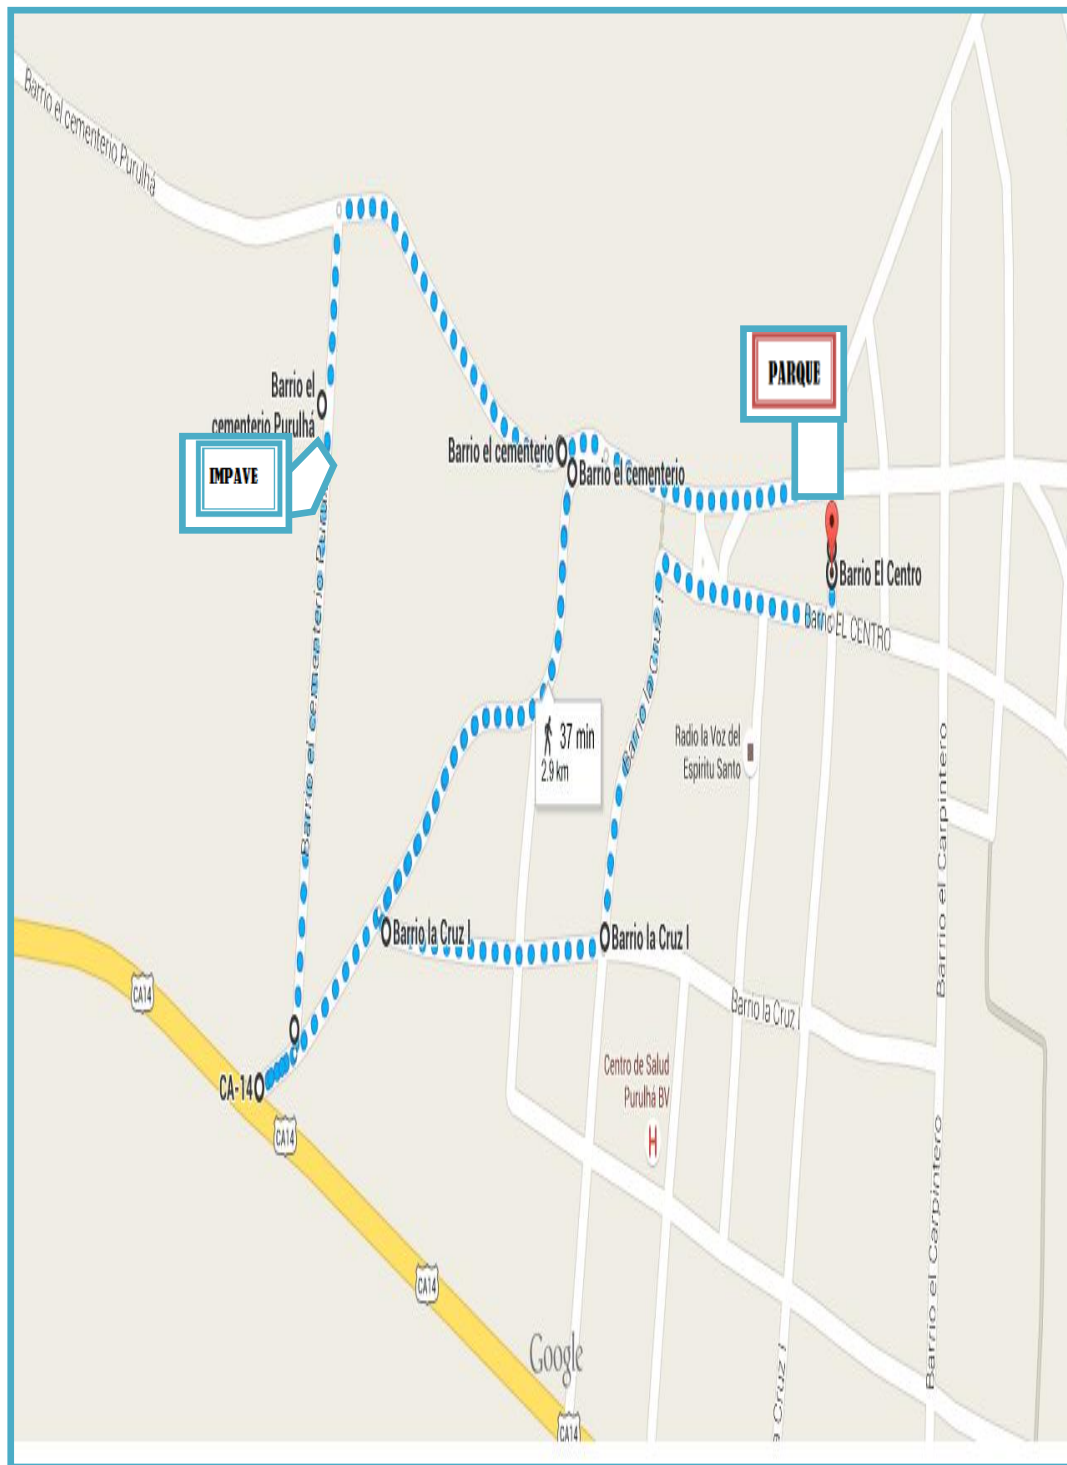 Barrio el cementerio Purulhá
PARQUE
Barrio el
cementerio Purulhá
IMPAVE
Barrio el cementerio
Barrio el cementerio
Barrio el cementerio
Barrio El Centro
Barrio EL CENTRO
Barrio la Cruz I
37 min
2.9 km
Radio la Voz del
Espiritu Santo
Barrio el Carpintero
Barrio la Cruz I
Barrio la Cruz I
Barrio la Cruz I
CA14
Centro de Salud
Purulhá BV
H
CA-14
CA14
Barrio el Carpintero
CA14
Google
Cruz I
CA14